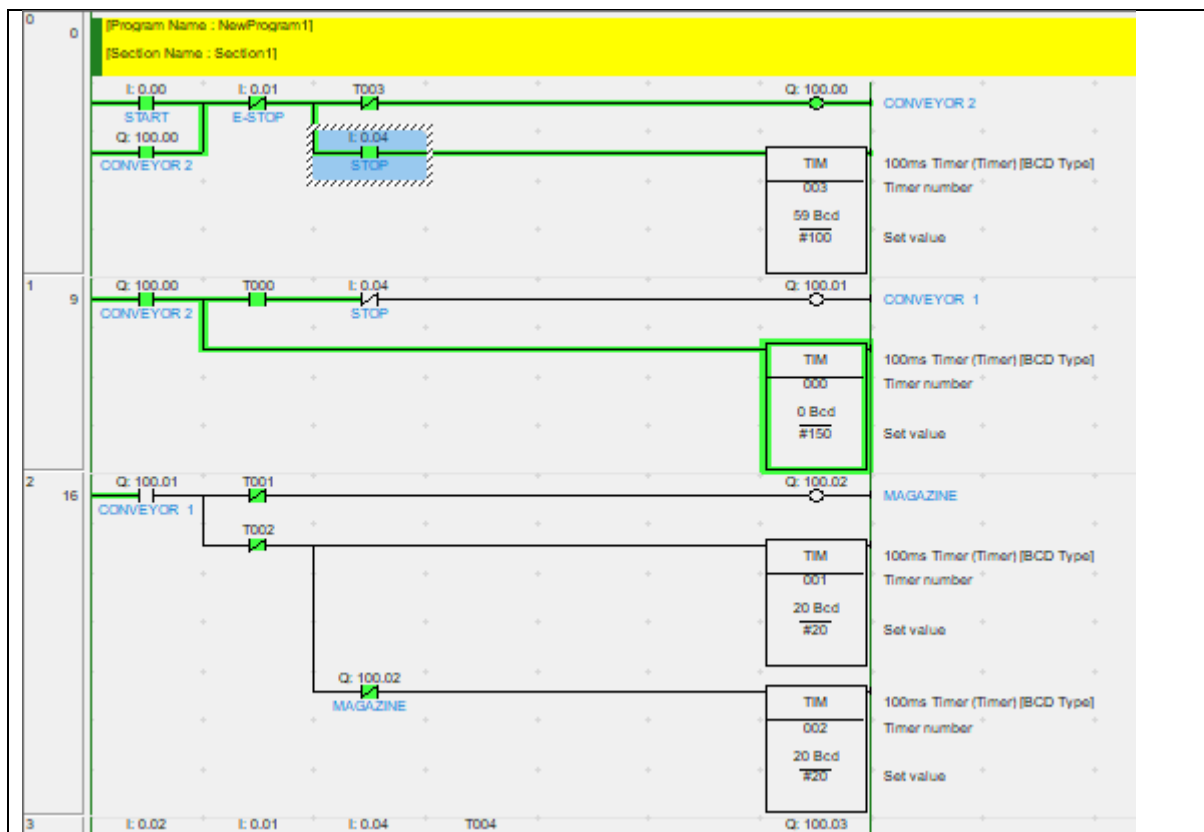 0
0
[Program Name : NewProgram1]
[Section Name : Section1]
I: 0.00 I: 0.01 T003 Q: 100.00
START E-STOP CONVEYOR 2
Q: 100.00 I: 0.04
CONVEYOR 2 STOP
TIM 100ms Timer (Timer) [BCD Type]
003 Timer number
59 Bcd
#100 Set value
1 Q: 100.00 T000 I: 0.04 Q: 100.01
9 CONVEYOR 2 STOP CONVEYOR 1
TIM 100ms Timer (Timer) [BCD Type]
000 Timer number
0 Bcd
#150 Set value
2 Q: 100.01 T001 Q: 100.02
16 CONVEYOR 1 MAGAZINE
T002
TIM 100ms Timer (Timer) [BCD Type]
001 Timer number
20 Bcd
#20 Set value
Q: 100.02
MAGAZINE
TIM 100ms Timer (Timer) [BCD Type]
002 Timer number
20 Bcd
#20 Set value
3 I: 0.02 I: 0.01 I: 0.04 T004 Q: 100.03